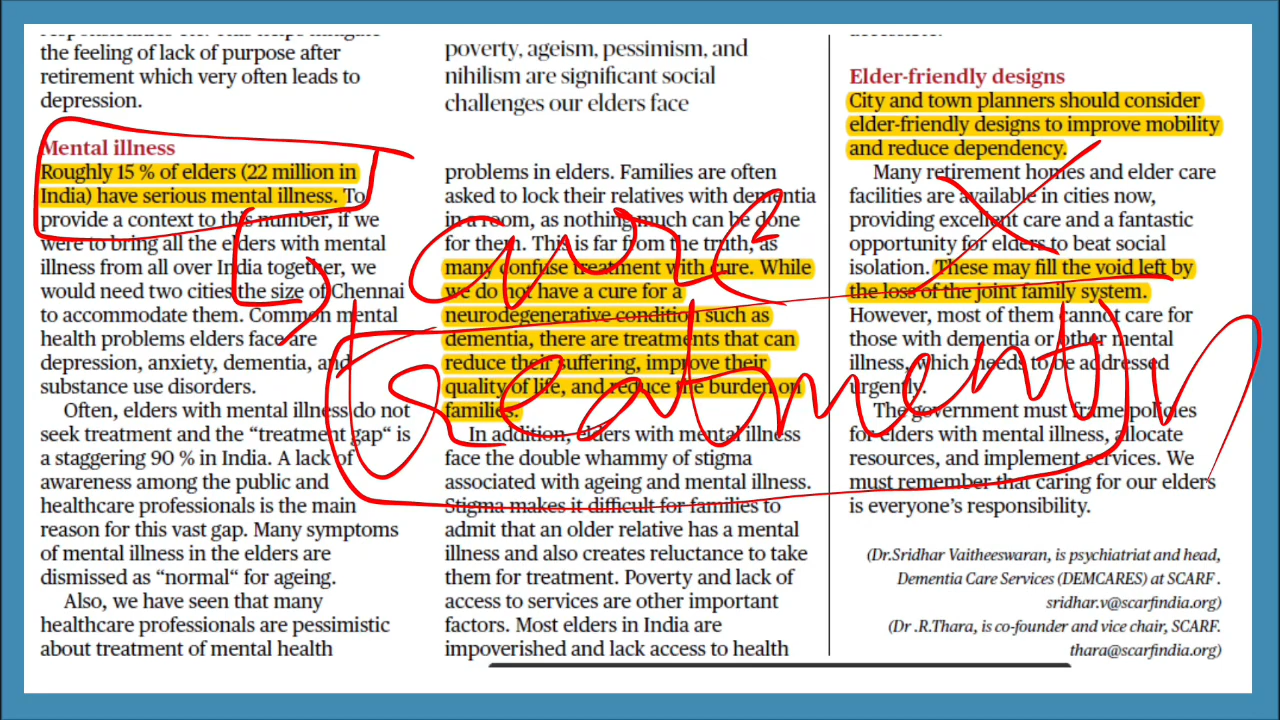 the feeling of lack of purpose after
retirement which very often leads to
depression.
Mental illness
Roughly 15 % of elders (22 million in
India) have serious mental illness. To
provide a context to this number, if we
were to bring all the elders with mental
illness from all over India together, we
would need two cities the size of Chennai
to accommodate them. Common mental
health problems elders face are
depression, anxiety, dementia, and
substance use disorders.
Often, elders with mental illness do not
seek treatment and the “treatment gap“ is
a staggering 90 % in India. A lack of
awareness among the public and
healthcare professionals is the main
reason for this vast gap. Many symptoms
of mental illness in the elders are
dismissed as “normal“ for ageing.
Also, we have seen that many
healthcare professionals are pessimistic
about treatment of mental health
poverty, ageism, pessimism, and
nihilism are significant social
challenges our elders face
problems in elders. Families are often
asked to lock their relatives with dementia
in a room, as nothing much can be done
for them. This is far from the truth, as
many confuse treatment with cure. While
we do not have a cure for a
neurodegenerative condition such as
dementia, there are treatments that can
reduce their suffering, improve their
quality of life, and reduce the burden on
families.
In addition, elders with mental illness
face the double whammy of stigma
associated with ageing and mental illness.
Stigma makes it difficult for families to
admit that an older relative has a mental
illness and also creates reluctance to take
them for treatment. Poverty and lack of
access to services are other important
factors. Most elders in India are
impoverished and lack access to health
Elder-friendly designs
City and town planners should consider
elder-friendly designs to improve mobility
and reduce dependency.
Many retirement homes and elder care
facilities are available in cities now,
providing excellent care and a fantastic
opportunity for elders to beat social
isolation. These may fill the void left by
the loss of the joint family system.
However, most of them cannot care for
those with dementia or other mental
illness, which needs to be addressed
urgently.
The government must frame policies
for elders with mental illness, allocate
resources, and implement services. We
must remember that caring for our elders
is everyone’s responsibility.
(Dr.Sridhar Vaitheeswaran, is psychiatriat and head,
Dementia Care Services (DEMCARES) at SCARF .
sridhar.v@scarfindia.org)
(Dr .R.Thara, is co-founder and vice chair, SCARF.
thara@scarfindia.org)